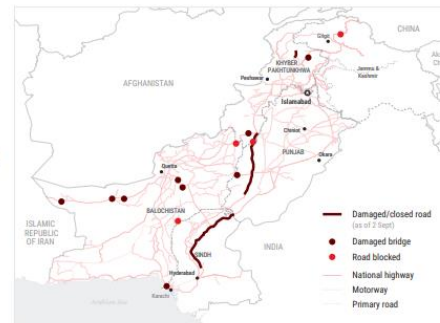 CHINA
Gilgit
KHYBER
PAKHTUNKHWA
Jammu &
Kashmir
AFGHANISTAN
Peshawar
Islamabad
Chiniot
PUNJAB
Okara
Quetta
BALOCHISTAN
ISLAMIC
REPUBLIC
OF IRAN
INDIA
SINDH
Hyderabad
Karachi
Arabian Sea
Damaged/closed road
(as of 2 Sept)
Damaged bridge
Road blocked
National highway
Motorway
Primary road